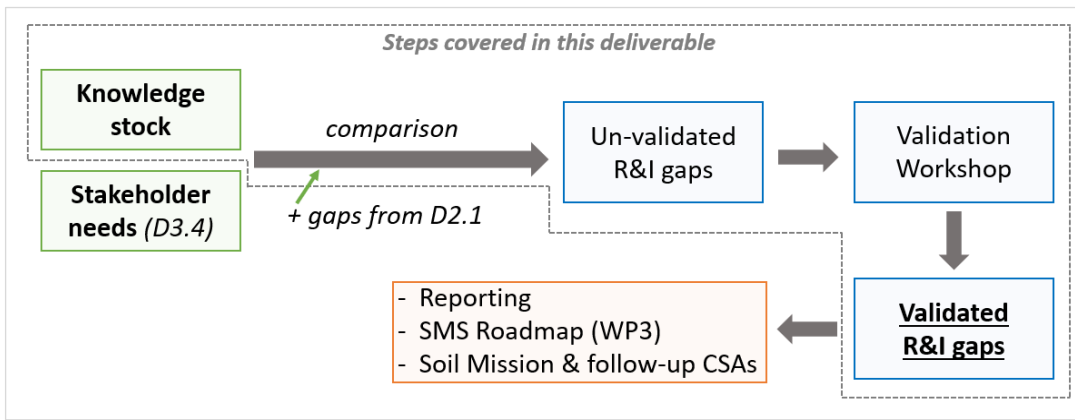 Steps covered in this deliverable
Knowledge
stock
Stakeholder
needs (D3.4)
comparison
+ gaps from D2.1
Un-validated
R&I gaps
Validation
Workshop
Validated
R&I gaps
- Reporting
- SMS Roadmap (WP3)
- Soil Mission & follow-up CSAs